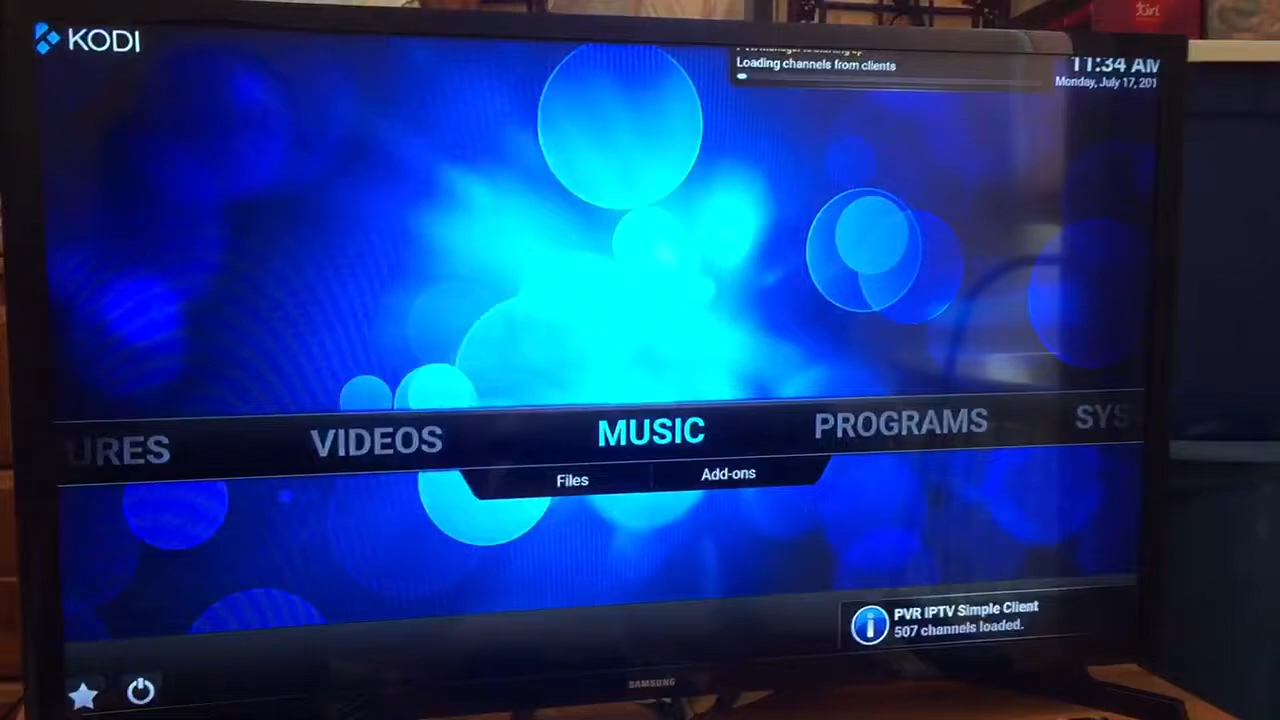 KODI
Loading channels from clients
11:34 AM
Monday, July 17, 201
URES
VIDEOS
MUSIC
PROGRAMS
SYS
Files
Add-ons
PVR IPTV Simple Client
507 channels loaded.
SAMSUNG